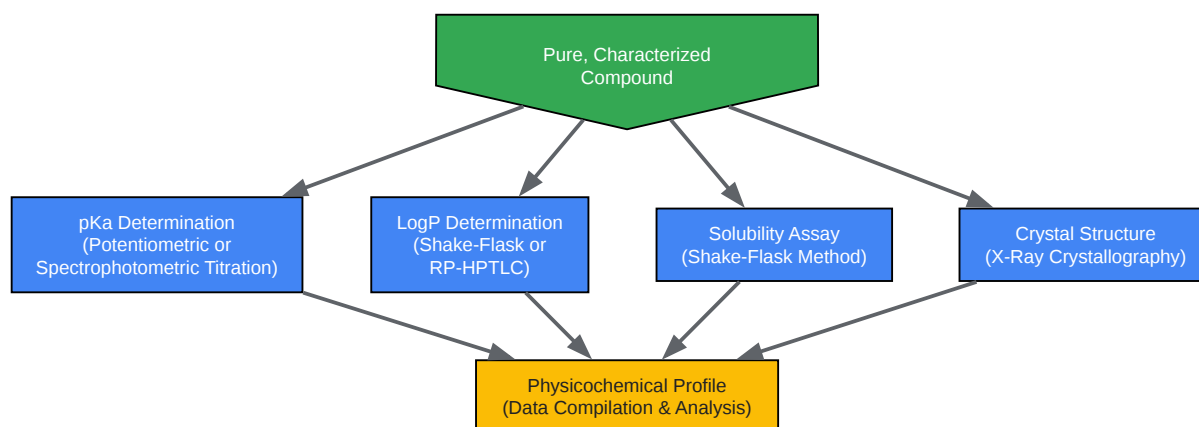 Pure, Characterized
Compound
pKa Determination
(Potentiometric or
Spectrophotometric Titration)
LogP Determination
(Shake-Flask or
RP-HPTLC)
Solubility Assay
(Shake-Flask Method)
Crystal Structure
(X-Ray Crystallography)
Physicochemical Profile
(Data Compilation & Analysis)